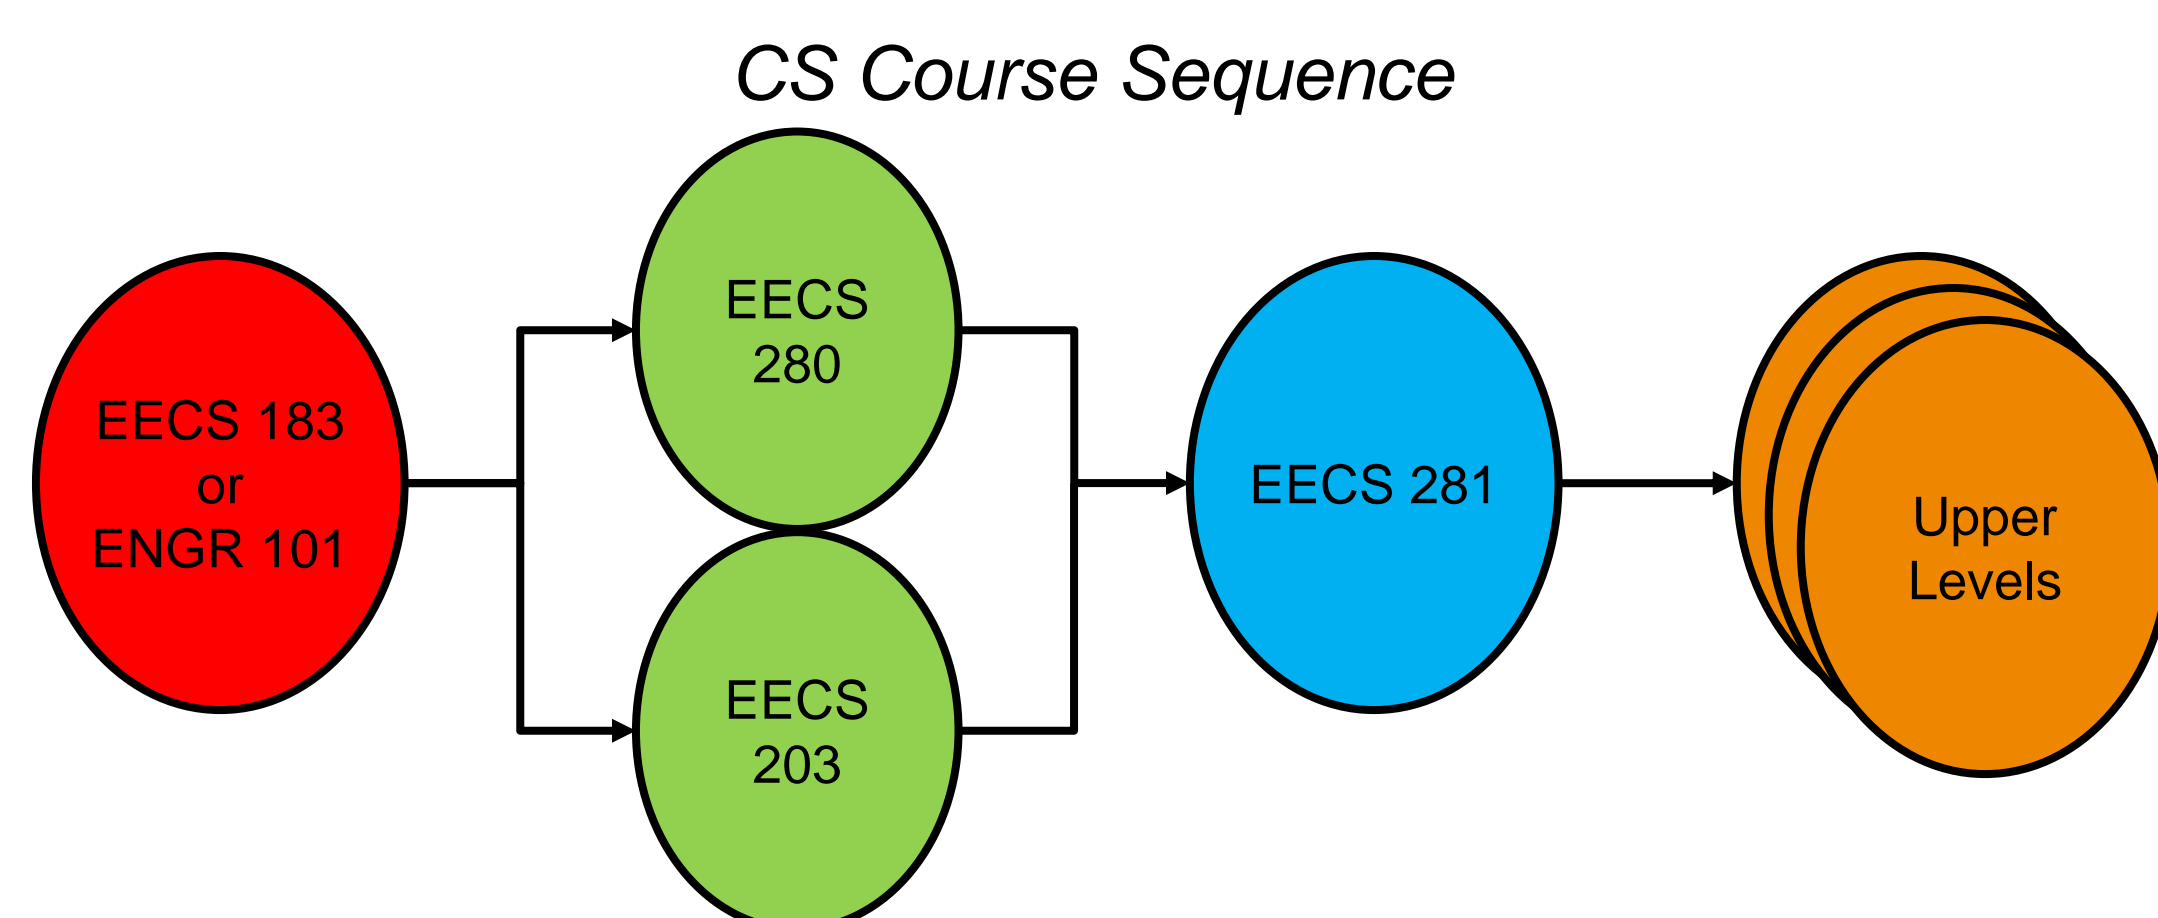 CS Course Sequence
EECS 183
or
ENGR 101
EECS
280
EECS
203
EECS 281
Upper
Levels